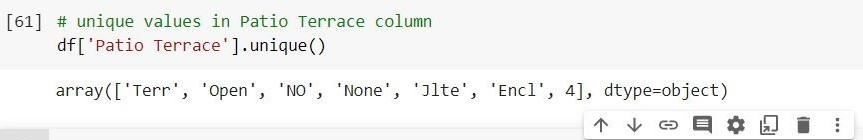 [61] # unique values in Patio Terrace column
df['Patio Terrace'].unique()
array(['Terr', 'Open', 'NO', 'None', 'Jlte', 'Encl', 4], dtype=object)